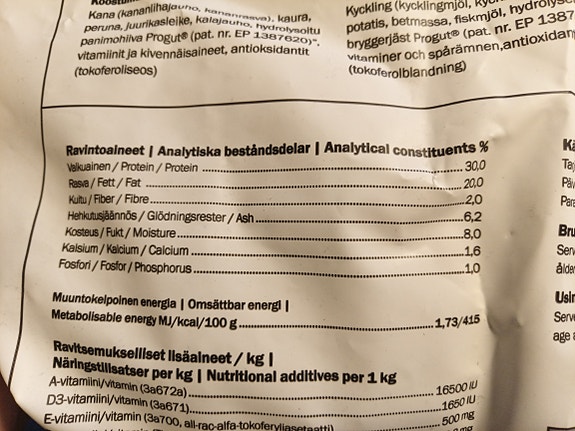 Kana (kananlihajauho, kananrasva), kaura,
peruna, juurikasleike, kalajauho, hydrolysoitu
panimohiiva Progut® (pat. nr. EP 1387620)*,
vitamiinit ja kivennäisaineet, antioksidantit
(tokoferoliseos)
Kyckling (kycklingmjöl,
potatis, betmassa, fiskmjöl,
bryggerjäst Progut® (pat. nr. EP
vitaminer och spårämnen,
(tokoferolblandning)
Ravintoaineet | Analytiska beståndsdelar | Analytical constituents %
Valkuainen / Protein / Protein 30,0
Rasva / Fett / Fat 20,0
Kuitu / Fiber / Fibre 2,0
Hehkutusjäännös / Glödningsrester / Ash 6,2
Kosteus / Fukt / Moisture 8,0
Kalsium / Kalcium / Calcium 1,6
Fosfori / Fosfor / Phosphorus 1,0
Muuntokelpoinen energia | Omsättbar energi |
Metabolisable energy MJ/kcal/100 g 1,73/415
Ravitsemukselliset lisäaineet / kg |
Näringstillsatser per kg | Nutritional additives per 1 kg
A-vitamiini/vitamin (3a672a) 16500 IU
D3-vitamiini/vitamin (3a671) 1650 IU
E-vitamiini/vitamin (3a700, all-rac-alfa-tokoferyliasetaatti) 500 mg